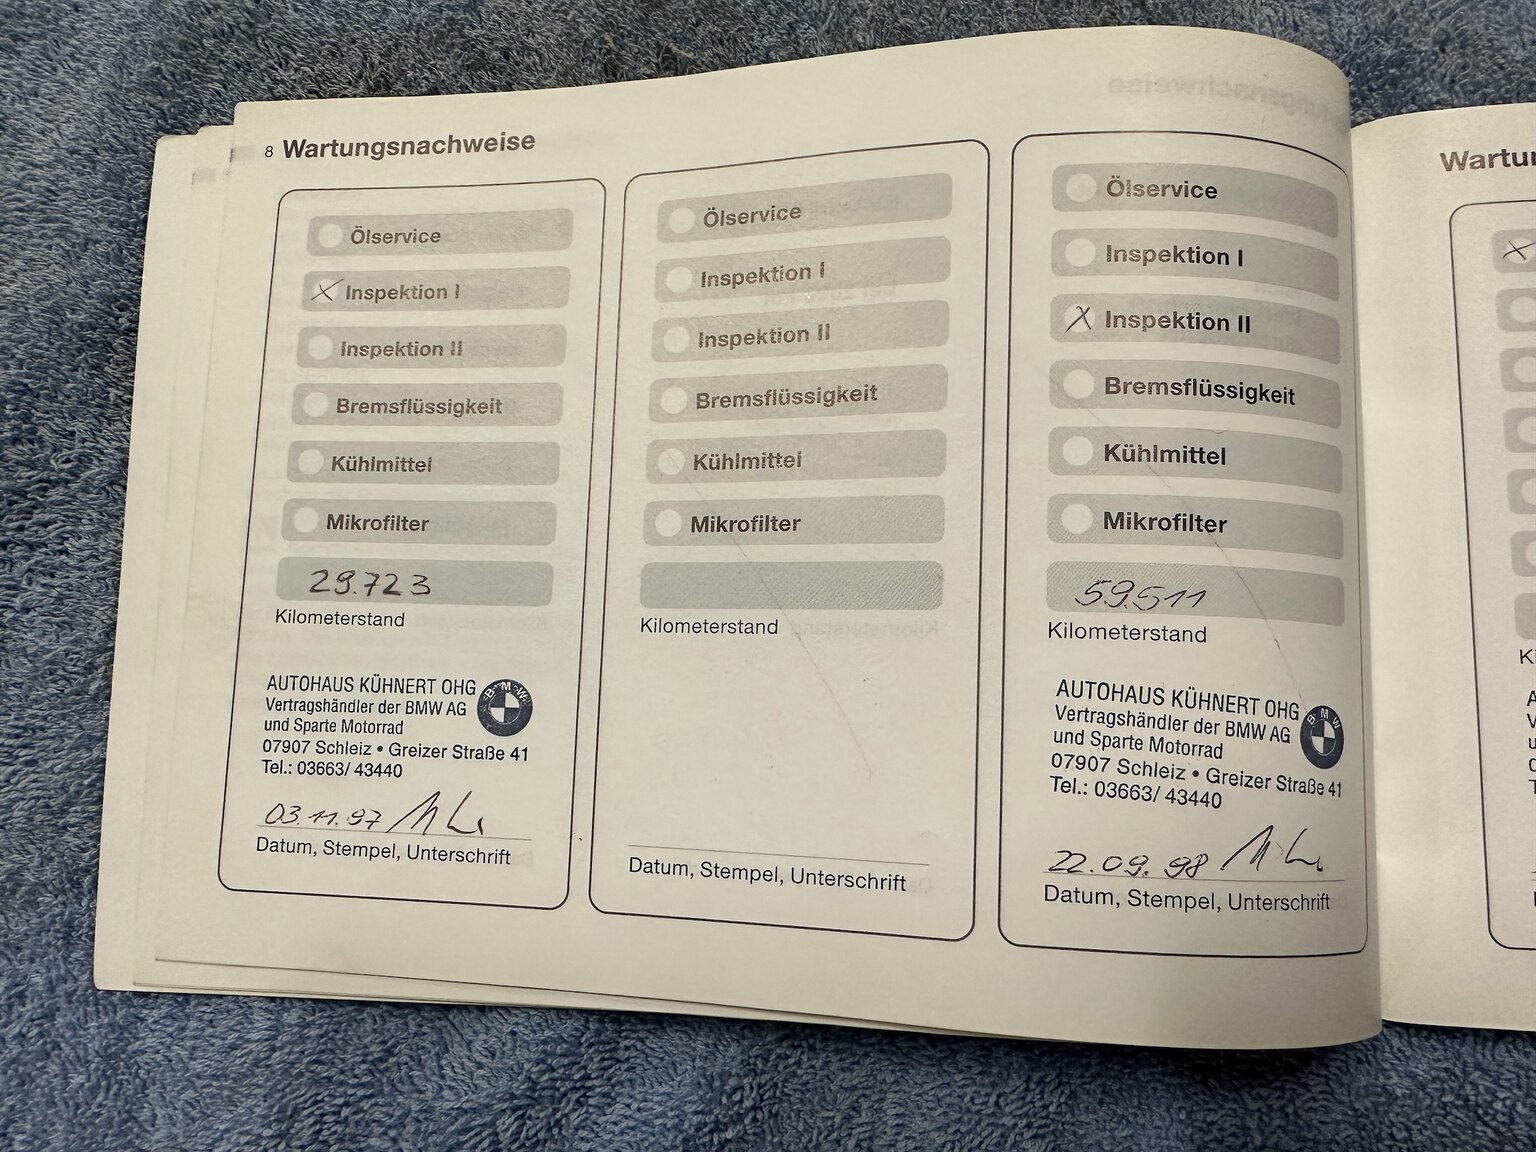 8 Wartungsnachweise
Ölservice
Inspektion I
Inspektion II
Bremsflüssigkeit
Kühlmittel
Mikrofilter
29.723
Kilometerstand
AUTOHAUS KÜHNERT OHG
BMW
Vertragshändler der BMW AG
und Sparte Motorrad
07907 Schleiz • Greizer Straße 41
Tel.: 03663/ 43440
03.11.97
Datum, Stempel, Unterschrift
Ölservice
Inspektion I
Inspektion II
Bremsflüssigkeit
Kühlmittel
Mikrofilter
Kilometerstand
Datum, Stempel, Unterschrift
Ölservice
Inspektion I
Inspektion II
Bremsflüssigkeit
Kühlmittel
Mikrofilter
59.511
Kilometerstand
AUTOHAUS KÜHNERT OHG
BMW
Vertragshändler der BMW AG
und Sparte Motorrad
07907 Schleiz • Greizer Straße 41
Tel.: 03663/ 43440
22.09.98
Datum, Stempel, Unterschrift
Wartu